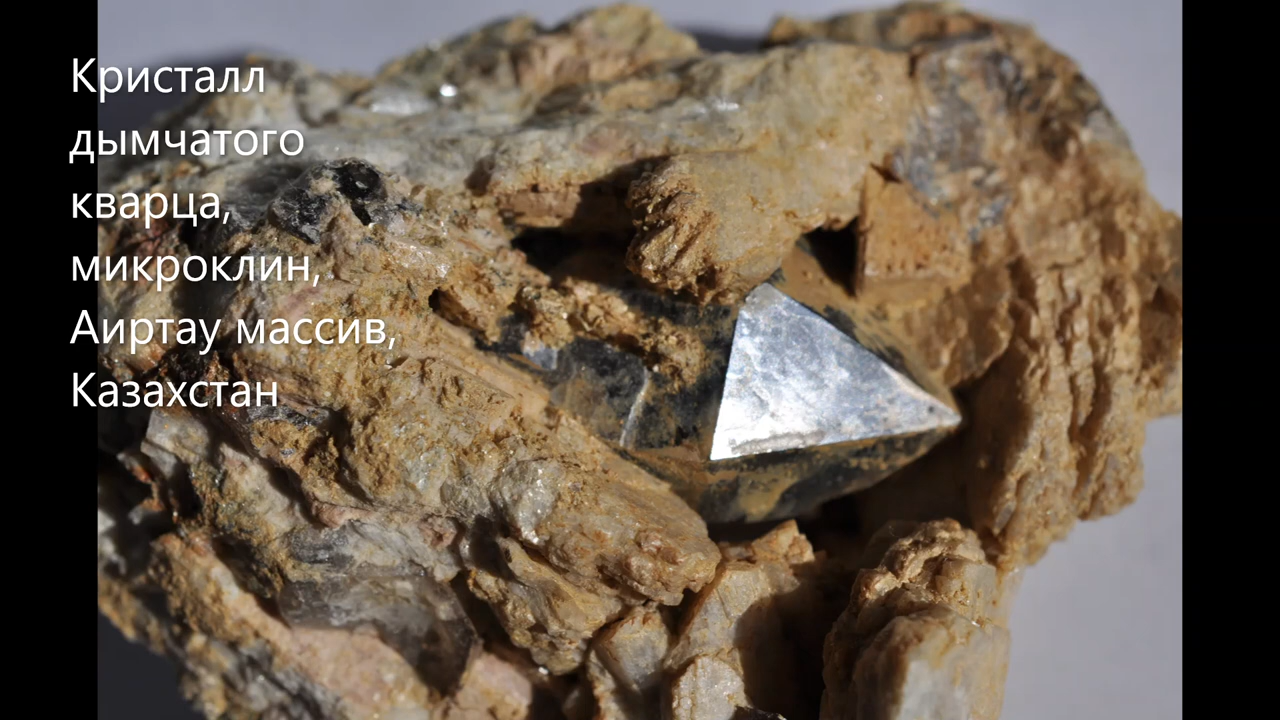 Кристалл
дымчатого
кварца,
микроклин,
Аиртау массив,
Казахстан